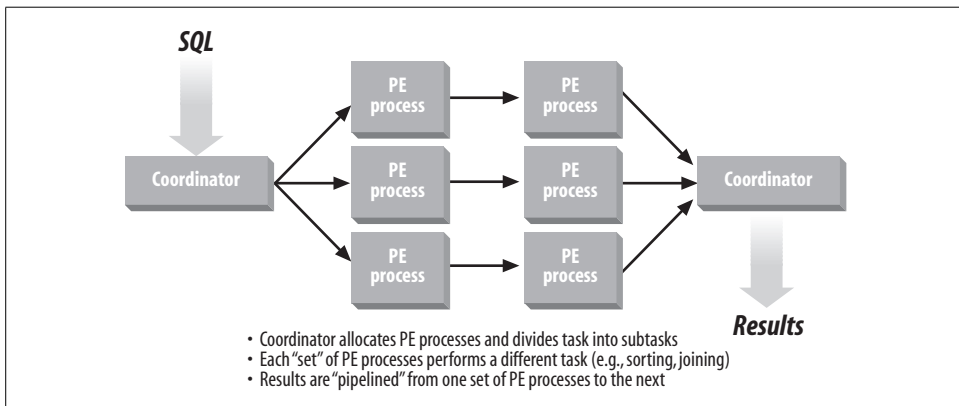 SQL
PE
process
PE
process
Coordinator
PE
process
PE
process
Coordinator
PE
process
PE
process
Results
• Coordinator allocates PE processes and divides task into subtasks
• Each “set” of PE processes performs a different task (e.g., sorting, joining)
• Results are “pipelined” from one set of PE processes to the next